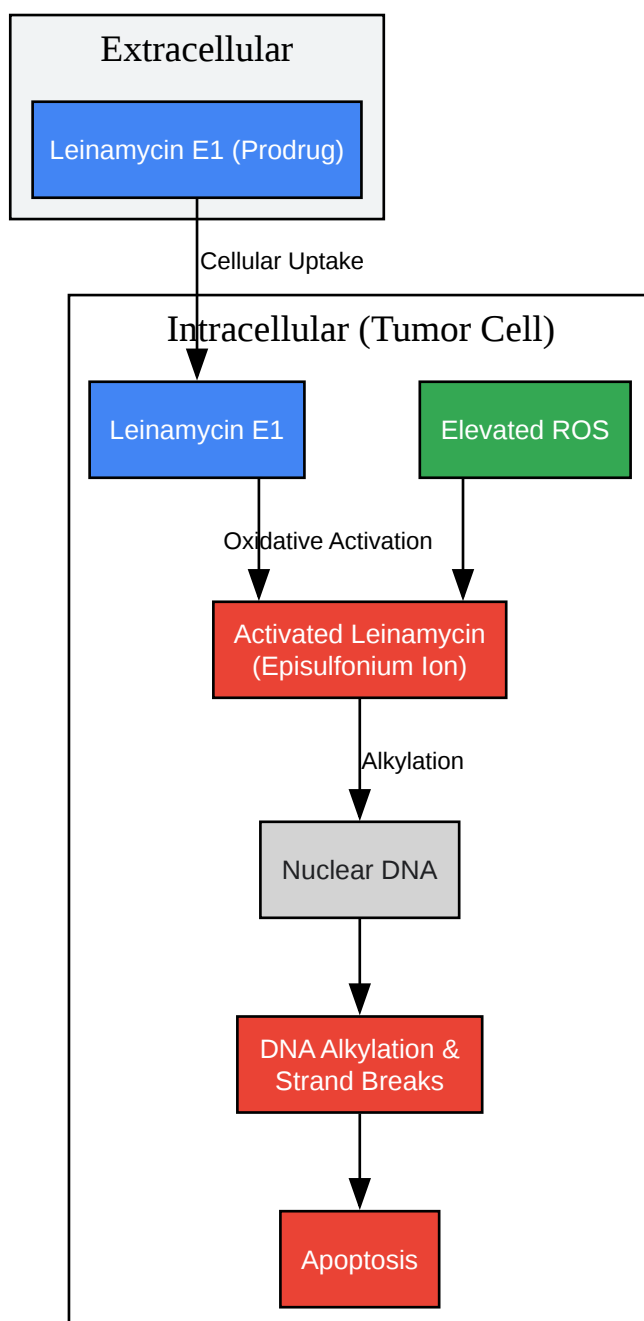 Extracellular
Leinamycin E1 (Prodrug)
Cellular Uptake
Intracellular (Tumor Cell)
Leinamycin E1
Elevated ROS
Oxidative Activation
Activated Leinamycin
(Episulfonium Ion)
Alkylation
Nuclear DNA
DNA Alkylation &
Strand Breaks
Apoptosis